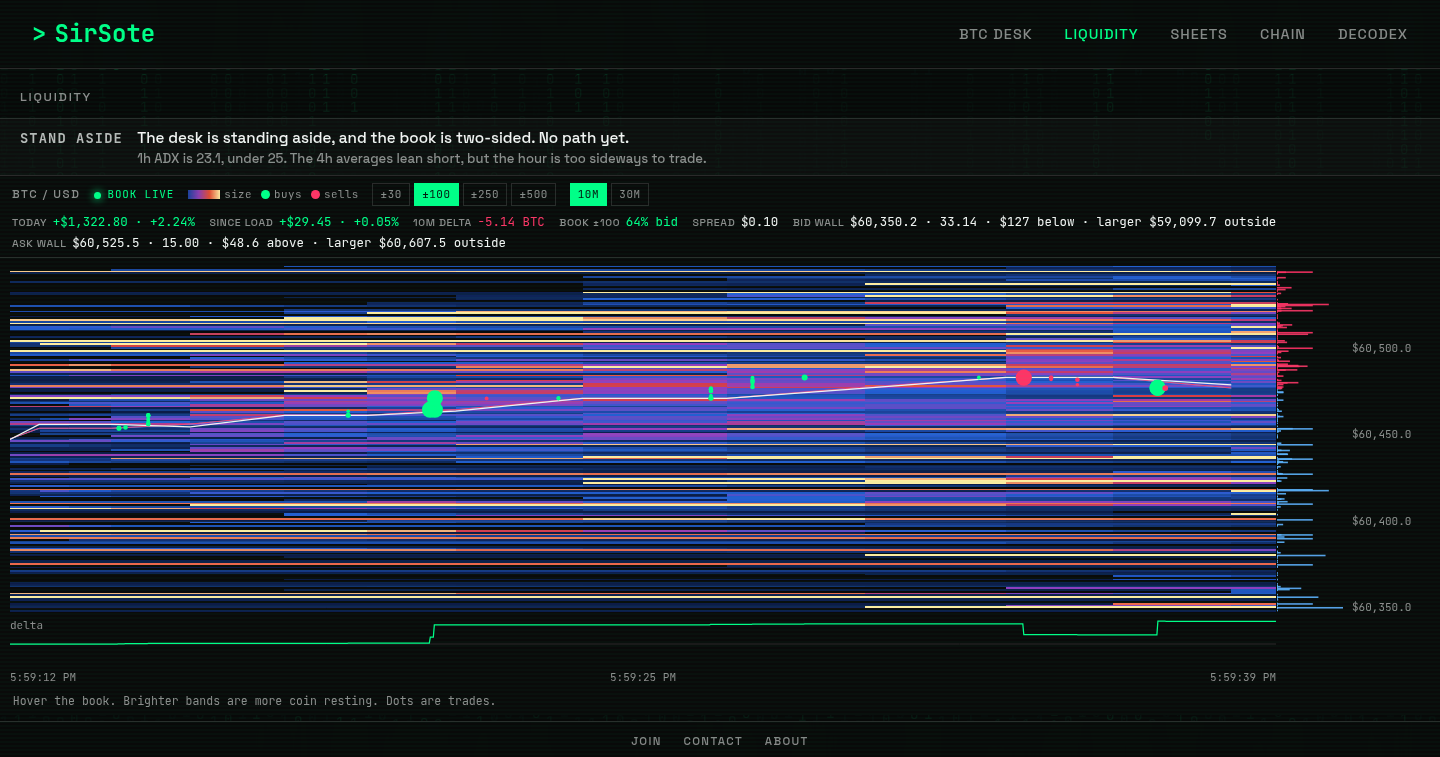 > SirSote
BTC DESK LIQUIDITY SHEETS CHAIN DECODEX
LIQUIDITY
STAND ASIDE The desk is standing aside, and the book is two-sided. No path yet.
1h ADX is 23.1, under 25. The 4h averages lean short, but the hour is too sideways to trade.
BTC / USD BOOK LIVE size buys sells ±30 ±100 ±250 ±500 10M 30M
TODAY +$1,322.80 · +2.24% SINCE LOAD +$29.45 · +0.05% 10M DELTA -5.14 BTC BOOK ±100 64% bid SPREAD $0.10 BID WALL $60,350.2 · 33.14 · $127 below · larger $59,099.7 outside
ASK WALL $60,525.5 · 15.00 · $48.6 above · larger $60,607.5 outside
$60,500.0
$60,450.0
$60,400.0
$60,350.0
delta
5:59:12 PM 5:59:25 PM 5:59:39 PM
Hover the book. Brighter bands are more coin resting. Dots are trades.
JOIN CONTACT ABOUT